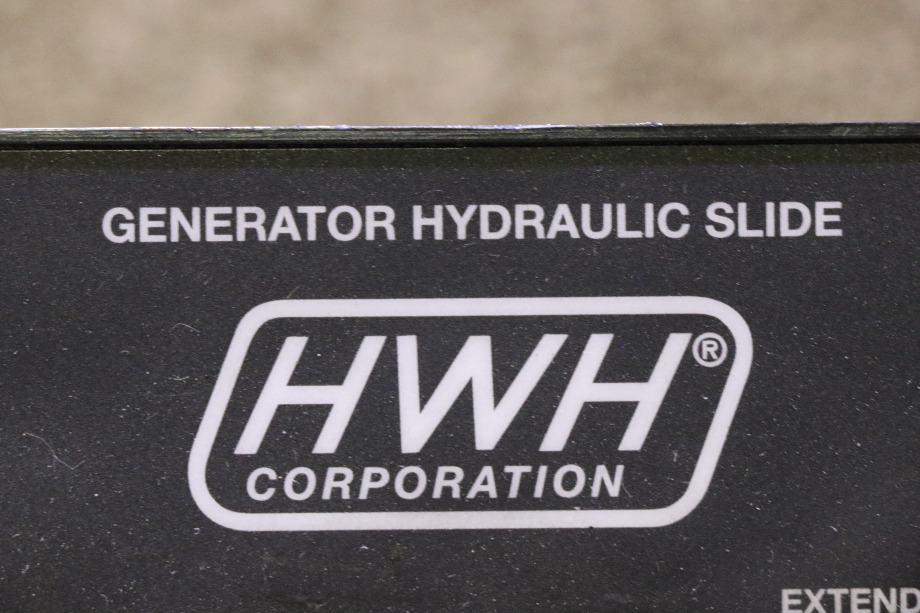 GENERATOR HYDRAULIC SLIDE
HWH®
CORPORATION
EXTEND